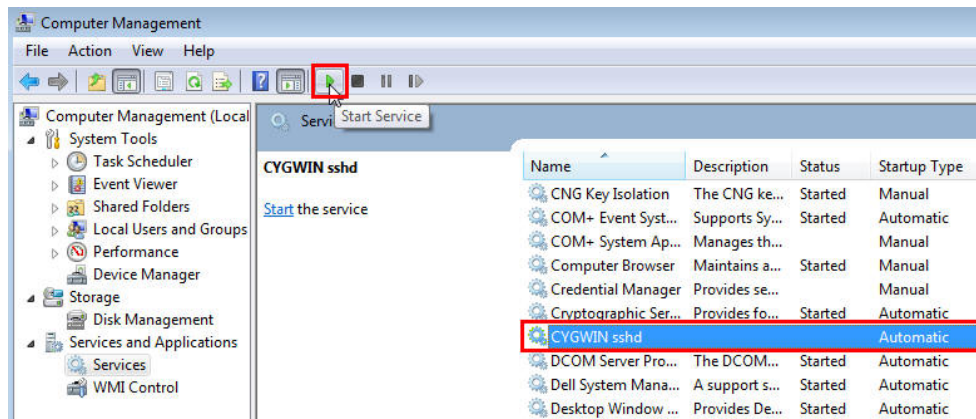 Computer Management
File Action View Help
Start Service
Computer Management (Local
System Tools
Task Scheduler
Event Viewer
Shared Folders
Local Users and Groups
Performance
Device Manager
Storage
Disk Management
Services and Applications
Services
WMI Control
Servi
CYGWIN sshd
Start the service
Name Description Status Startup Type
CNG Key Isolation The CNG ke... Started Manual
COM+ Event Syst... Supports Sy... Started Automatic
COM+ System Ap... Manages th... Manual
Computer Browser Maintains a... Started Manual
Credential Manager Provides se... Manual
Cryptographic Ser... Provides fo... Started Automatic
CYGWIN sshd Automatic
DCOM Server Pro... The DCOM... Started Automatic
Dell System Mana... A support s... Started Automatic
Desktop Window ... Provides De... Started Automatic